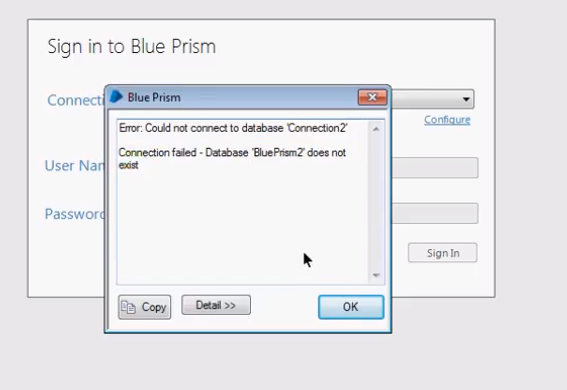 Sign in to Blue Prism
Blue Prism
Connecti
Error: Could not connect to database 'Connection2'
Configure
Connection failed - Database 'BluePrism2' does not
exist
User Nan
Password
Sign In
Copy
Detail >>
OK